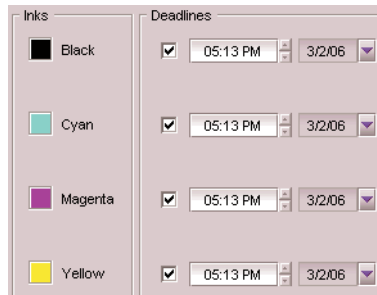 Inks Deadlines
Black 05:13 PM 3/2/06
Cyan 05:13 PM 3/2/06
Magenta 05:13 PM 3/2/06
Yellow 05:13 PM 3/2/06